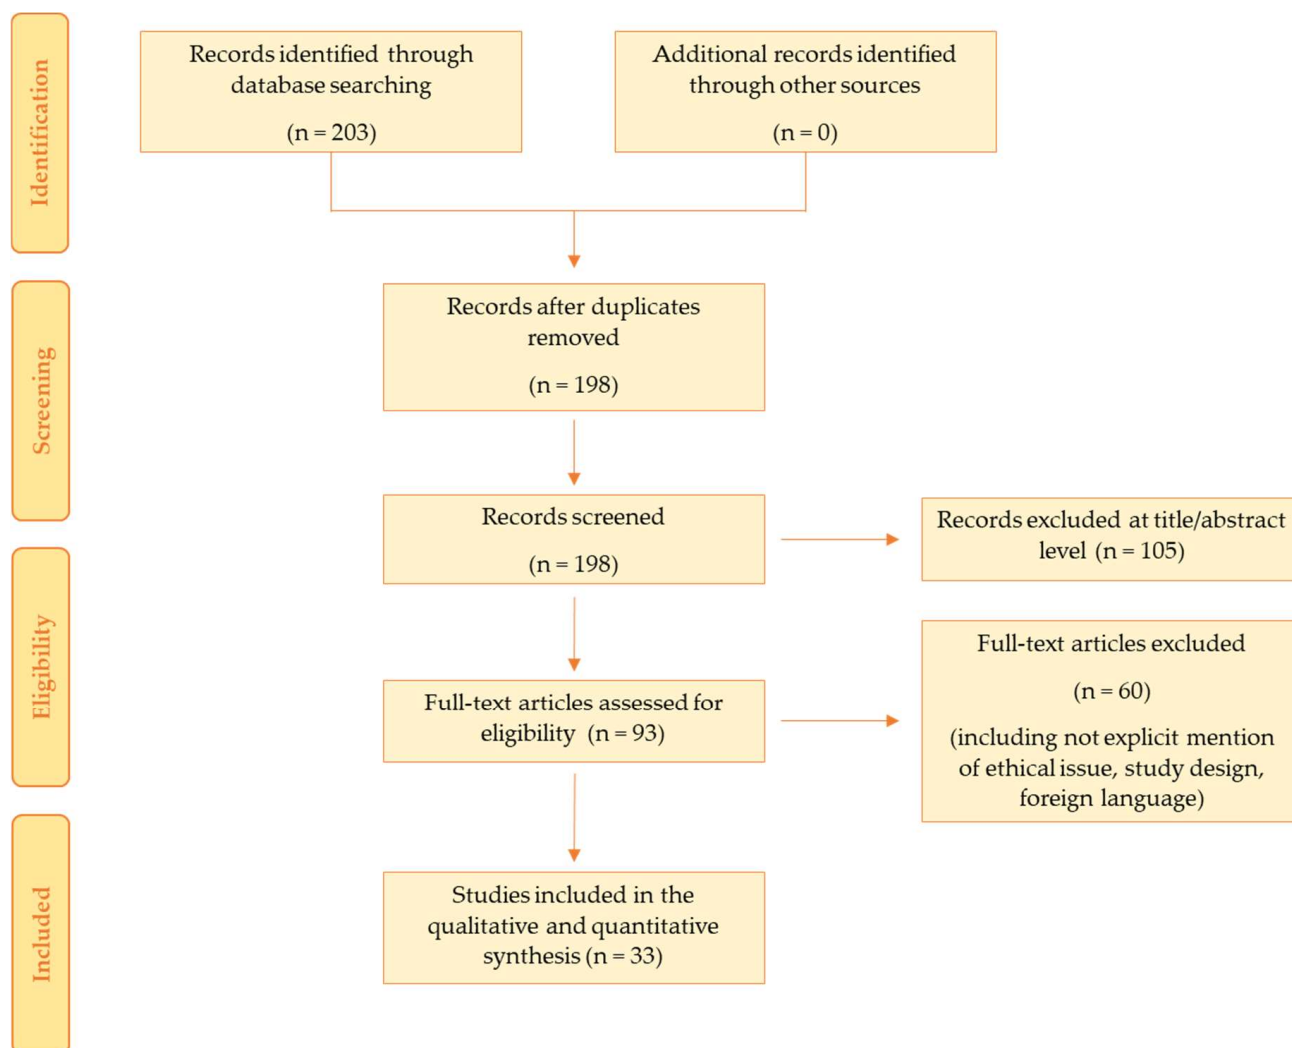 Identification
Records identified through
database searching
(n = 203)
Additional records identified
through other sources
(n = 0)
Screening
Records after duplicates
removed
(n = 198)
Records screened
(n = 198)
Records excluded at title/abstract
level (n = 105)
Eligibility
Full-text articles assessed for
eligibility (n = 93)
Full-text articles excluded
(n = 60)
(including not explicit mention
of ethical issue, study design,
foreign language)
Included
Studies included in the
qualitative and quantitative
synthesis (n = 33)